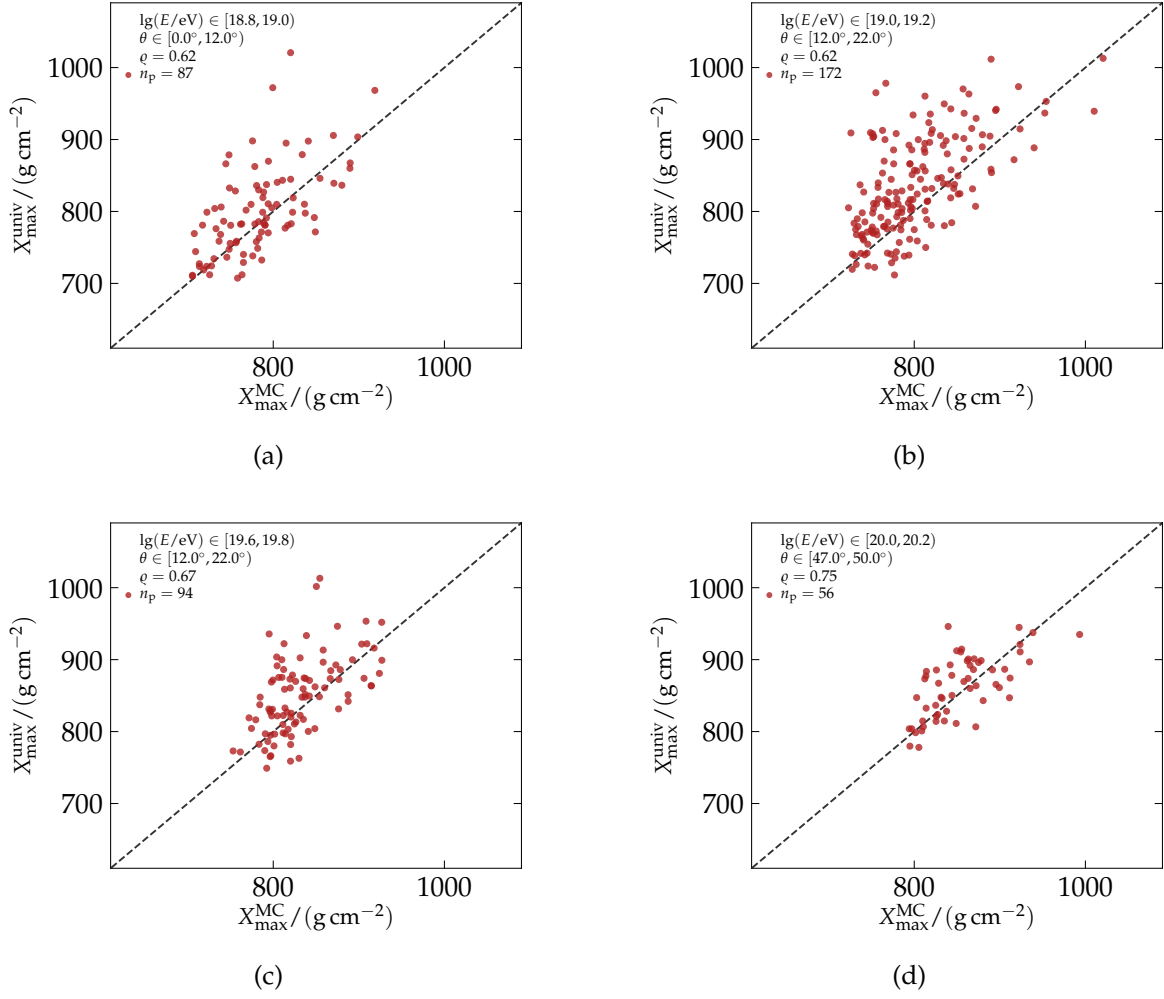 lg(E/eV) ∈ [18.8, 19.0)
θ ∈ [0.0°, 12.0°)
ϱ = 0.62
n_p = 87
1000
900
800
700
X_max^univ / (g cm⁻²)
800 1000
X_max^MC / (g cm⁻²)
(a)
lg(E/eV) ∈ [19.0, 19.2)
θ ∈ [12.0°, 22.0°)
ϱ = 0.62
n_p = 172
1000
900
800
700
X_max^univ / (g cm⁻²)
800 1000
X_max^MC / (g cm⁻²)
(b)
lg(E/eV) ∈ [19.6, 19.8)
θ ∈ [12.0°, 22.0°)
ϱ = 0.67
n_p = 94
1000
900
800
700
X_max^univ / (g cm⁻²)
800 1000
X_max^MC / (g cm⁻²)
(c)
lg(E/eV) ∈ [20.0, 20.2)
θ ∈ [47.0°, 50.0°)
ϱ = 0.75
n_p = 56
1000
900
800
700
X_max^univ / (g cm⁻²)
800 1000
X_max^MC / (g cm⁻²)
(d)